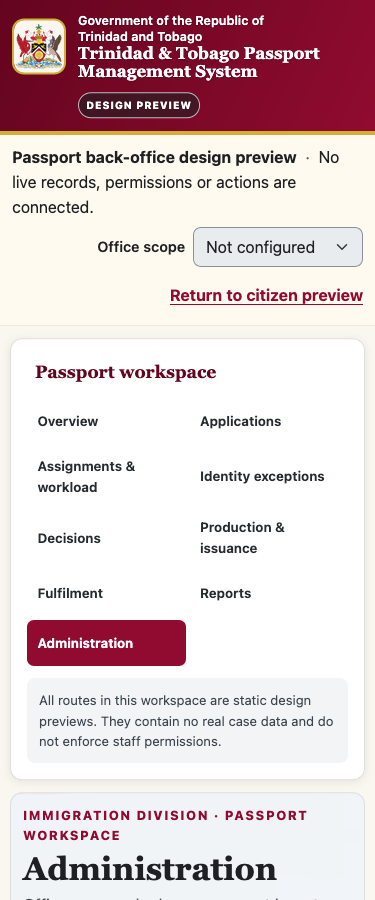 Government of the Republic of
Trinidad and Tobago
Trinidad & Tobago Passport
Management System
DESIGN PREVIEW
Passport back-office design preview · No
live records, permissions or actions are
connected.
Office scope
Not configured
Return to citizen preview
Passport workspace
Overview
Applications
Assignments &
workload
Identity exceptions
Decisions
Production &
issuance
Fulfilment
Reports
Administration
All routes in this workspace are static design
previews. They contain no real case data and do
not enforce staff permissions.
IMMIGRATION DIVISION · PASSPORT
WORKSPACE
Administration